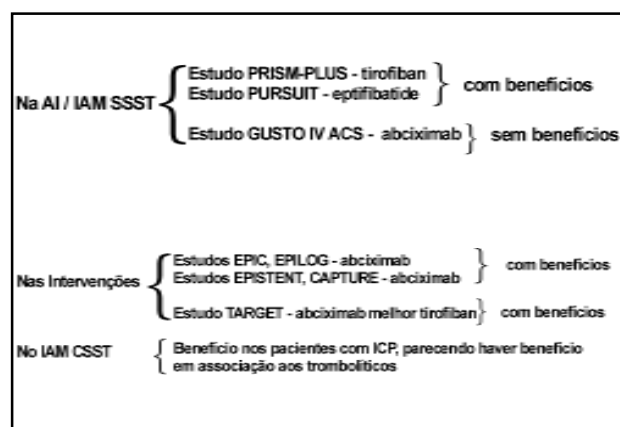 Na AI / IAM SSST
Estudo PRISM-PLUS - tirofiban
Estudo PURSUIT - eptifibatide
com benefícios
Estudo GUSTO IV ACS - abciximab
sem benefícios
Nas Intervenções
Estudos EPIC, EPILOG - abciximab
Estudos EPISTENT, CAPTURE - abciximab
com benefícios
Estudo TARGET - abciximab melhor tirofiban
com benefícios
No IAM CSST
Benefício nos pacientes com ICP, parecendo haver benefício
em associação aos trombolíticos